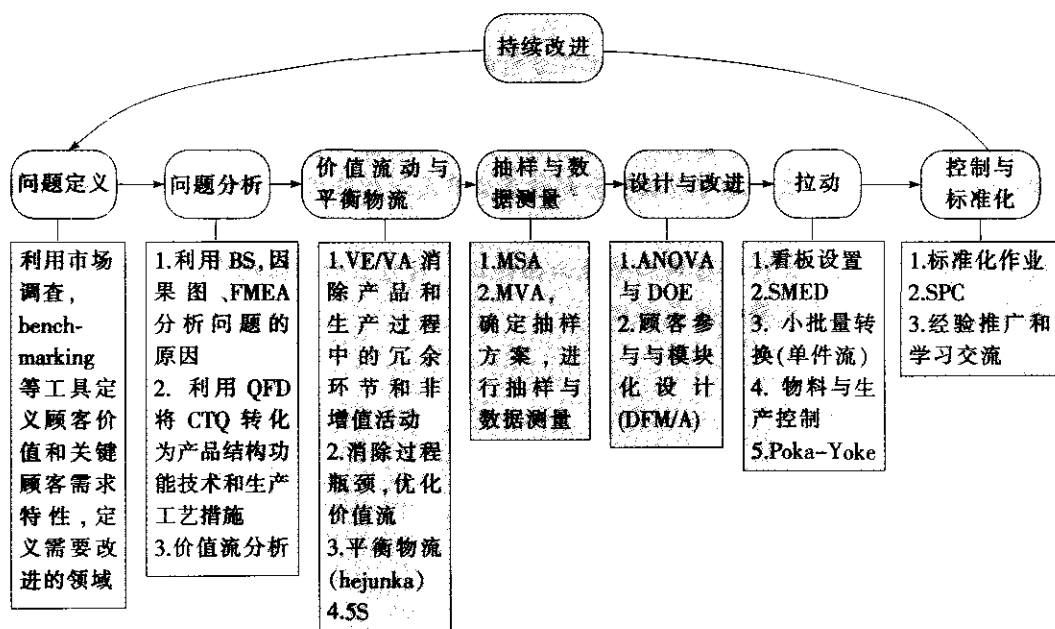 持续改进
问题定义
问题分析
价值流动与
平衡物流
抽样与数
据测量
设计与改进
拉动
控制与
标准化
利用市场
调查,
bench-
marking
等工具定
义顾客价
值和关键
顾客需求
特性,定
义需要改
进的领域
1.利用BS,因
果图、FMEA
分析问题的
原因
2. 利用QFD
将CTQ转化
为产品结构功
能技术和生产
工艺措施
3.价值流分析
1.VE/VA消
除产品和
生产过程
中的冗余
环节和非
增值活动
2.消除过程
瓶颈,优化
价值流
3.平衡物流
(hejunka)
4.5S
1.MSA
2.MVA,
确定抽样
方案,进
行抽样与
数据测量
1.ANOVA
与DOE
2.顾客参
与与模块
化设计
(DFM/A)
1.看板设置
2.SMED
3. 小批量转
换(单件流)
4. 物料与生
产控制
5.Poka-Yoke
1.标准化作业
2.SPC
3.经验推广和
学习交流